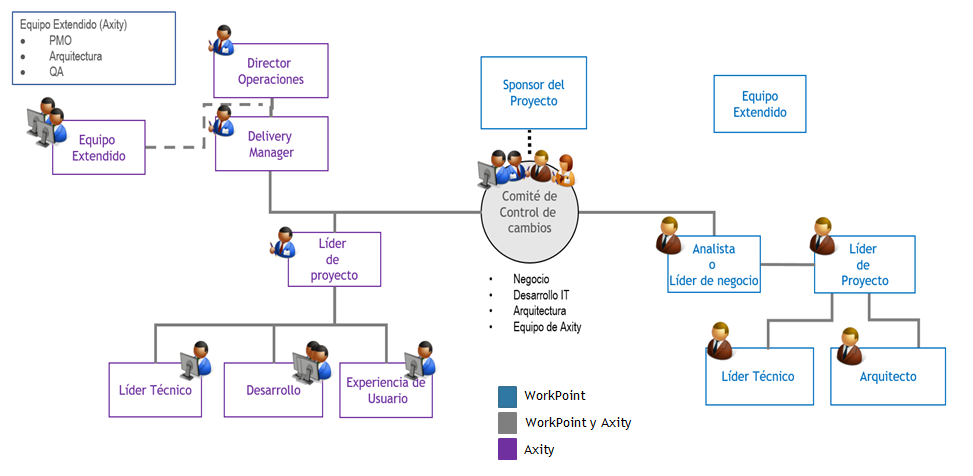 Equipo Extendido (Axity)
• PMO
• Arquitectura
• QA
Director
Operaciones
Equipo
Extendido
Delivery
Manager
Sponsor del
Proyecto
Equipo
Extendido
Comité de
Control de
cambios
• Negocio
• Desarrollo IT
• Arquitectura
• Equipo de Axity
Líder
de
proyecto
Analista
o
Líder de negocio
Líder
de
Proyecto
Líder Técnico
Desarrollo
Experiencia de
Usuario
Líder Técnico
Arquitecto
WorkPoint
WorkPoint y Axity
Axity